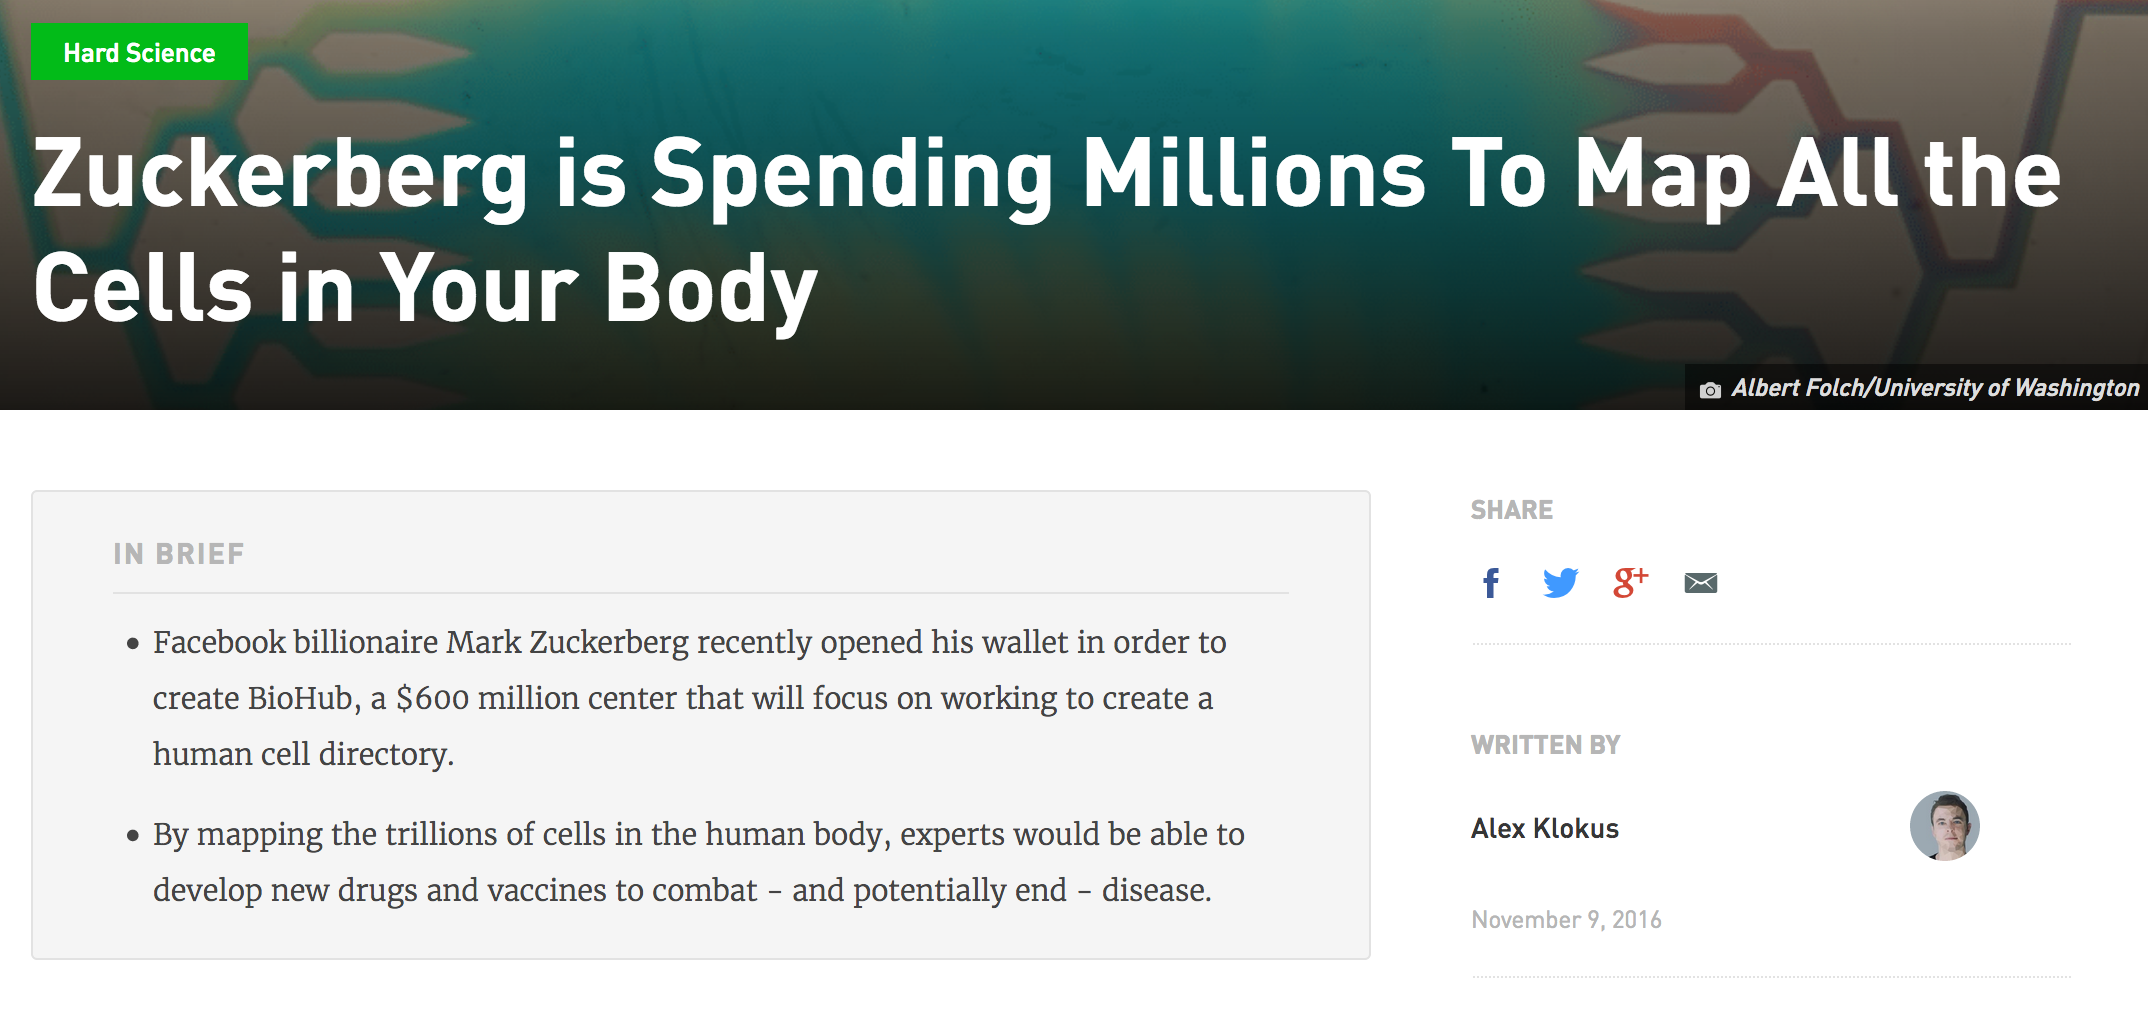 Hard Science
Zuckerberg is Spending Millions To Map All the
Cells in Your Body
Albert Folch/University of Washington
IN BRIEF
Facebook billionaire Mark Zuckerberg recently opened his wallet in order to
create BioHub, a $600 million center that will focus on working to create a
human cell directory.
By mapping the trillions of cells in the human body, experts would be able to
develop new drugs and vaccines to combat – and potentially end – disease.
SHARE
f
g+
WRITTEN BY
Alex Klokus
November 9, 2016